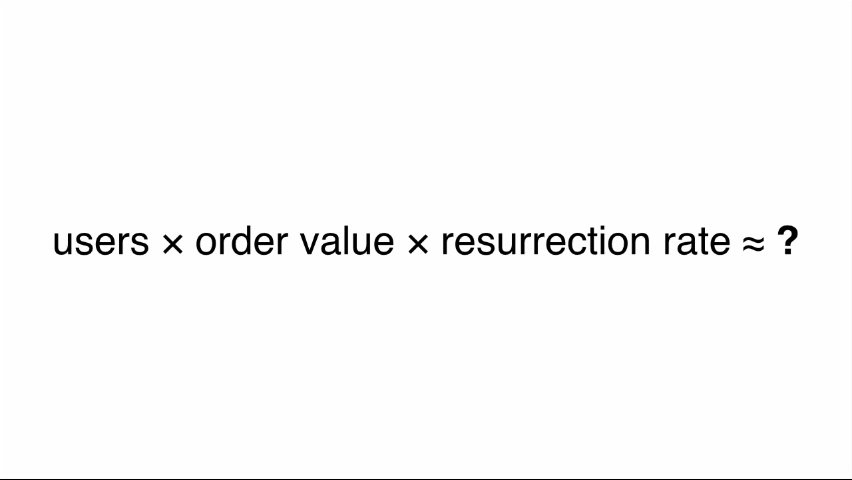 users × order value × resurrection rate ≈ ?